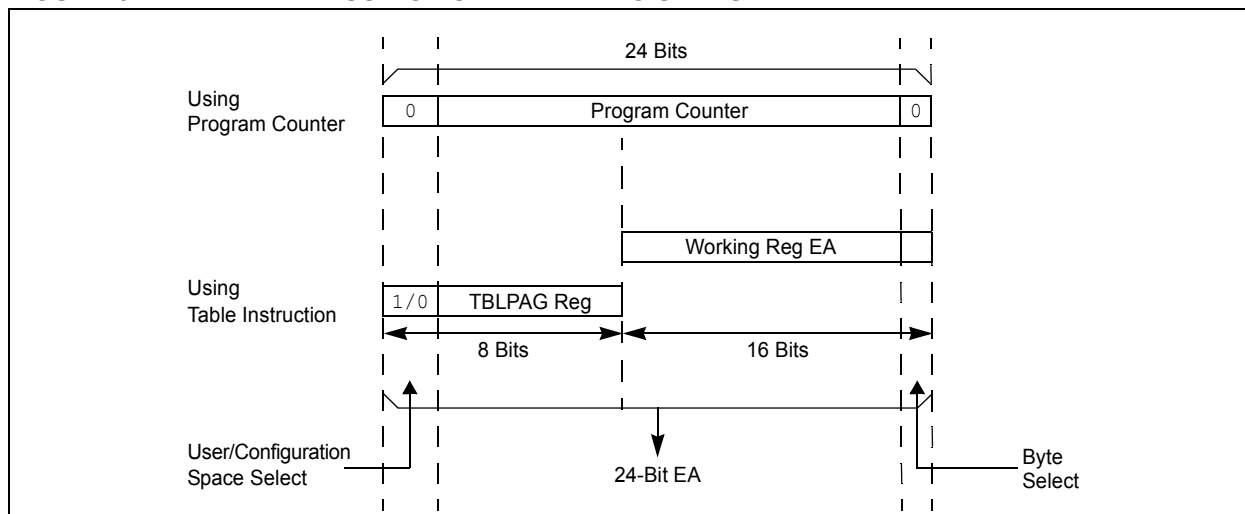 24 Bits
Using
Program Counter
0
Program Counter
0
Working Reg EA
Using
Table Instruction
1/0
TBLPAG Reg
8 Bits
16 Bits
User/Configuration
Space Select
24-Bit EA
Byte
Select